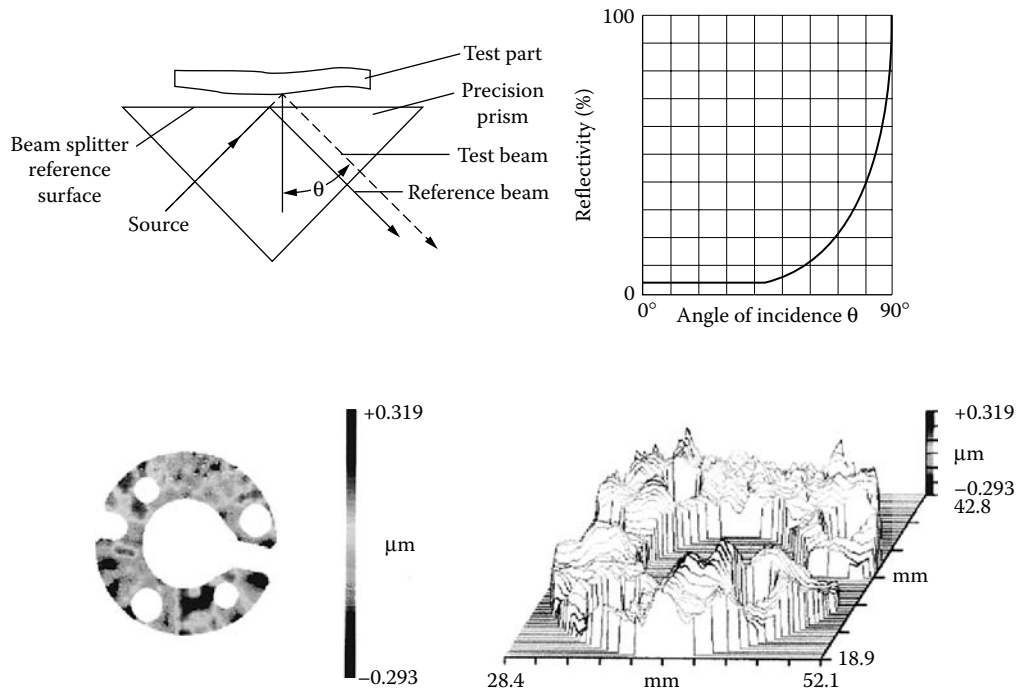 Test part
Precision
prism
Beam splitter
reference
surface
Test beam
θ
Reference beam
Source
100
Reflectivity (%)
0
0°
Angle of incidence θ
90°
+0.319
μm
−0.293
+0.319
μm
−0.293
42.8
mm
18.9
28.4
mm
52.1